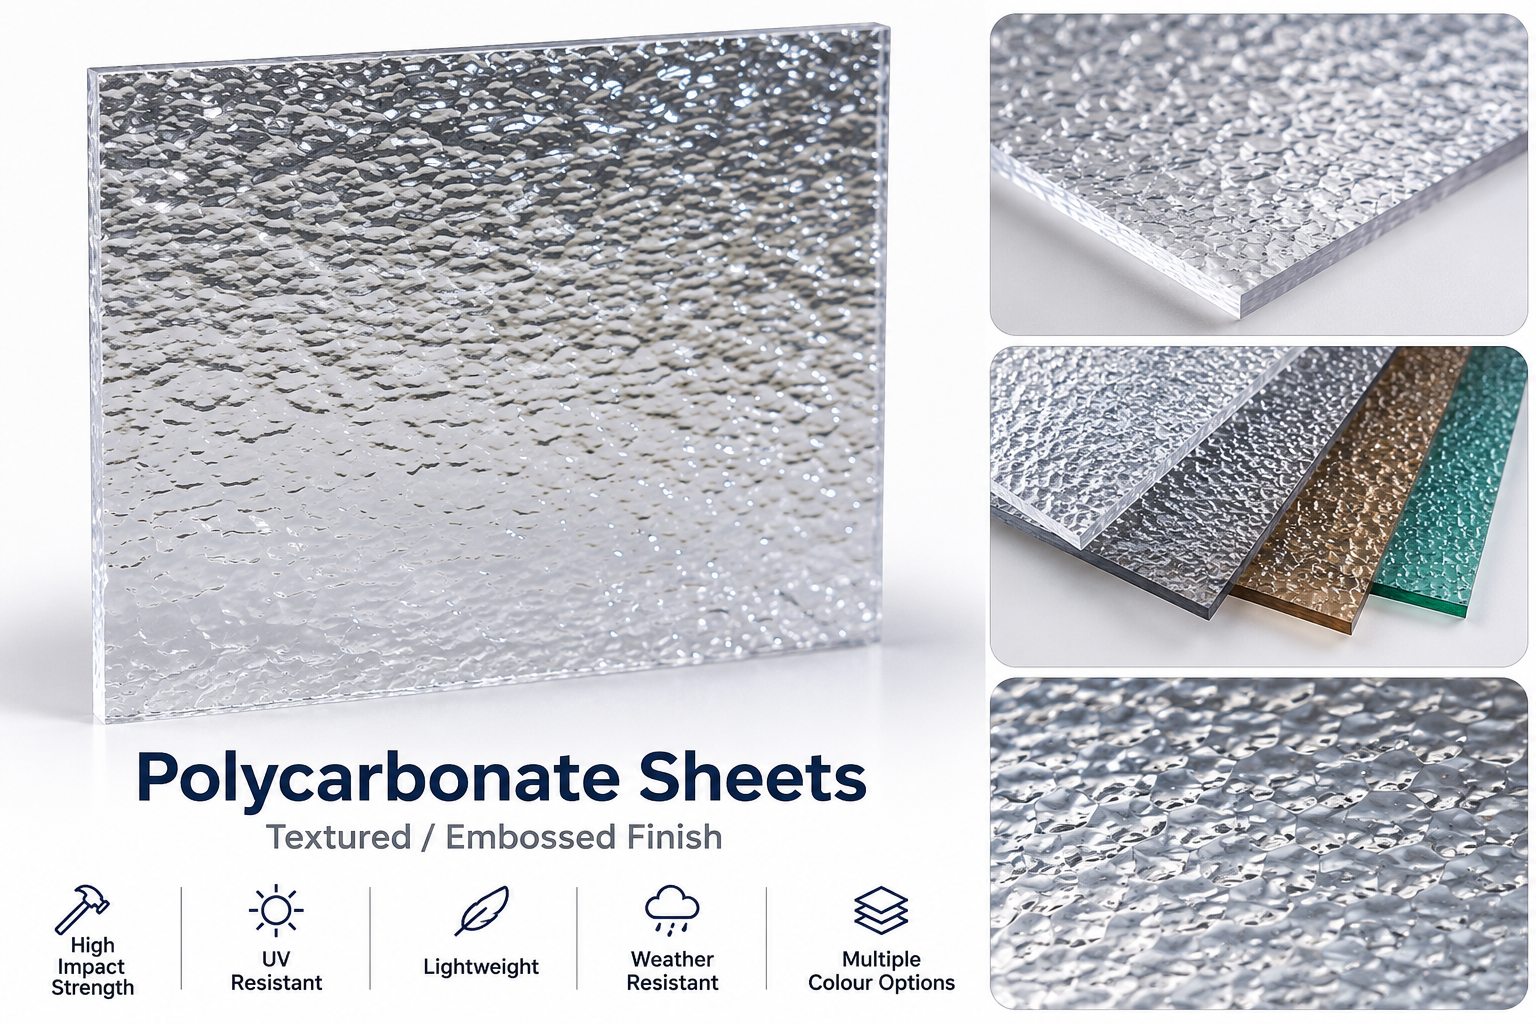 Polycarbonate Sheets
Textured / Embossed Finish
High
Impact
Strength
UV
Resistant
Lightweight
Weather
Resistant
Multiple
Colour Options